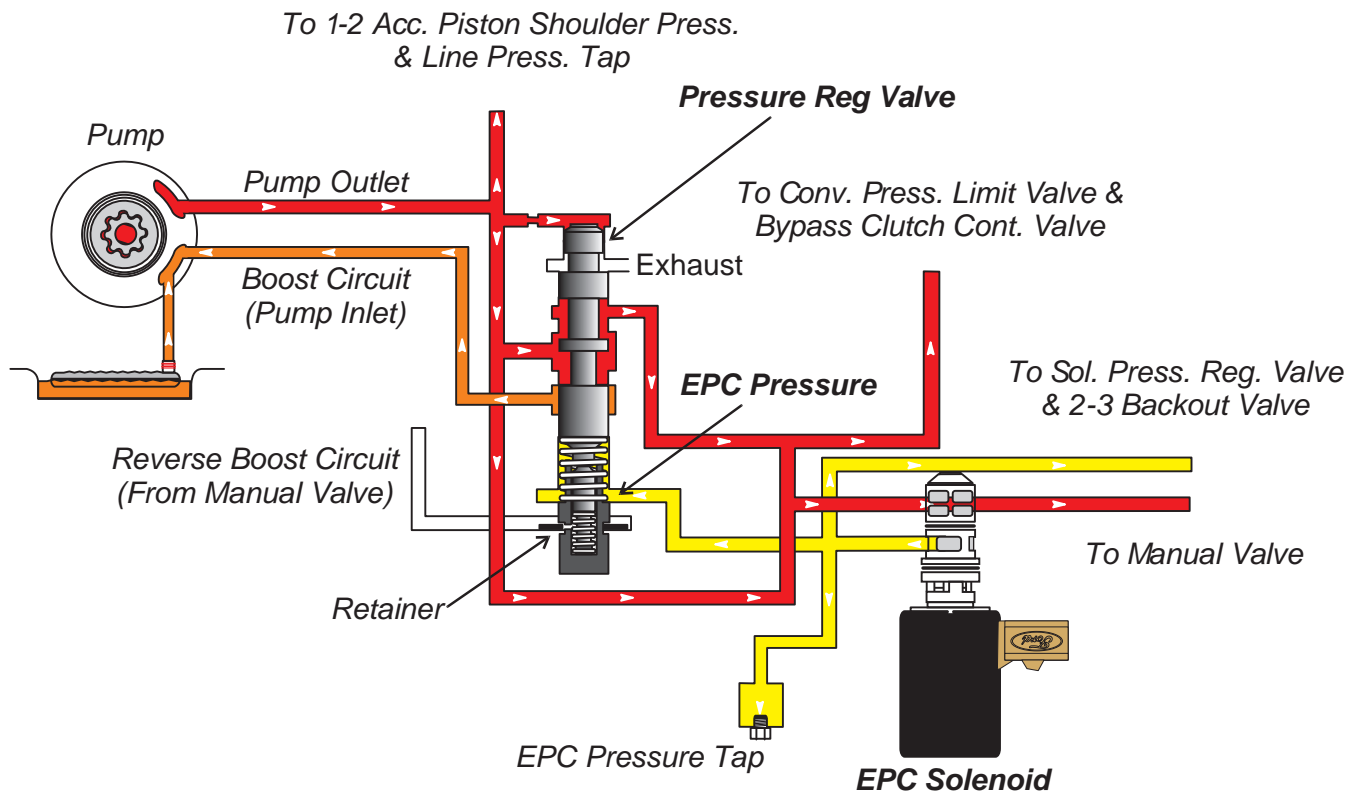 To 1-2 Acc. Piston Shoulder Press.
& Line Press. Tap
Pressure Reg Valve
Pump
Pump Outlet
To Conv. Press. Limit Valve &
Bypass Clutch Cont. Valve
Exhaust
Boost Circuit
(Pump Inlet)
To Sol. Press. Reg. Valve
& 2-3 Backout Valve
EPC Pressure
Reverse Boost Circuit
(From Manual Valve)
To Manual Valve
Retainer
Ford
EPC Pressure Tap
EPC Solenoid